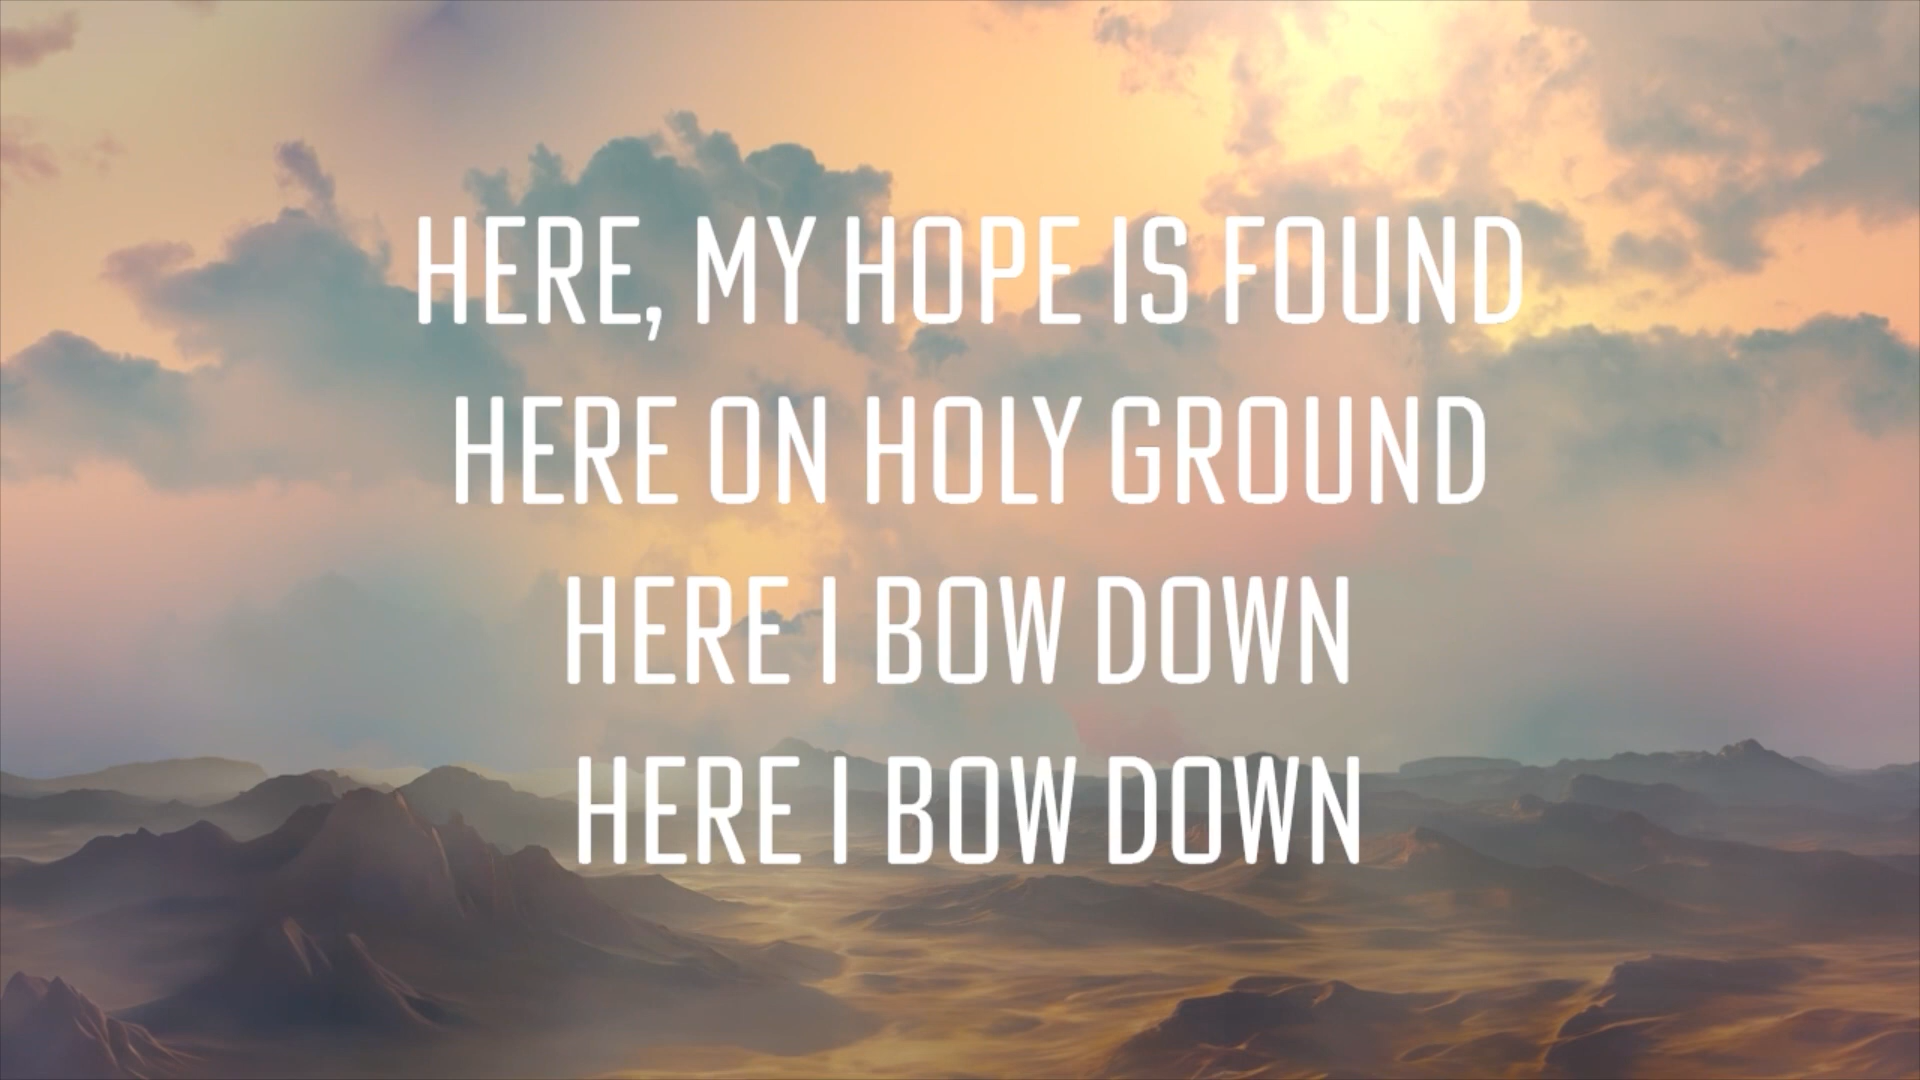 HERE, MY HOPE IS FOUND
HERE ON HOLY GROUND
HERE I BOW DOWN
HERE I BOW DOWN